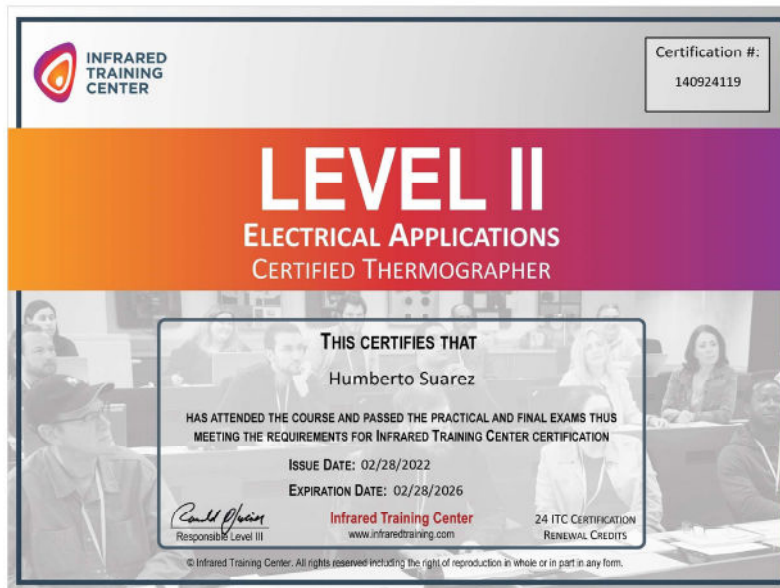 INFRARED
TRAINING
CENTER
Certification #:
140924119
LEVEL II
ELECTRICAL APPLICATIONS
CERTIFIED THERMOGRAPHER
THIS CERTIFIES THAT
Humberto Suarez
HAS ATTENDED THE COURSE AND PASSED THE PRACTICAL AND FINAL EXAMS THUS
MEETING THE REQUIREMENTS FOR INFRARED TRAINING CENTER CERTIFICATION
ISSUE DATE: 02/28/2022
EXPIRATION DATE: 02/28/2026
Responsible Level III
Infrared Training Center
www.infraredtraining.com
24 ITC CERTIFICATION
RENEWAL CREDITS
© Infrared Training Center. All rights reserved including the right of reproduction in whole or in part in any form.